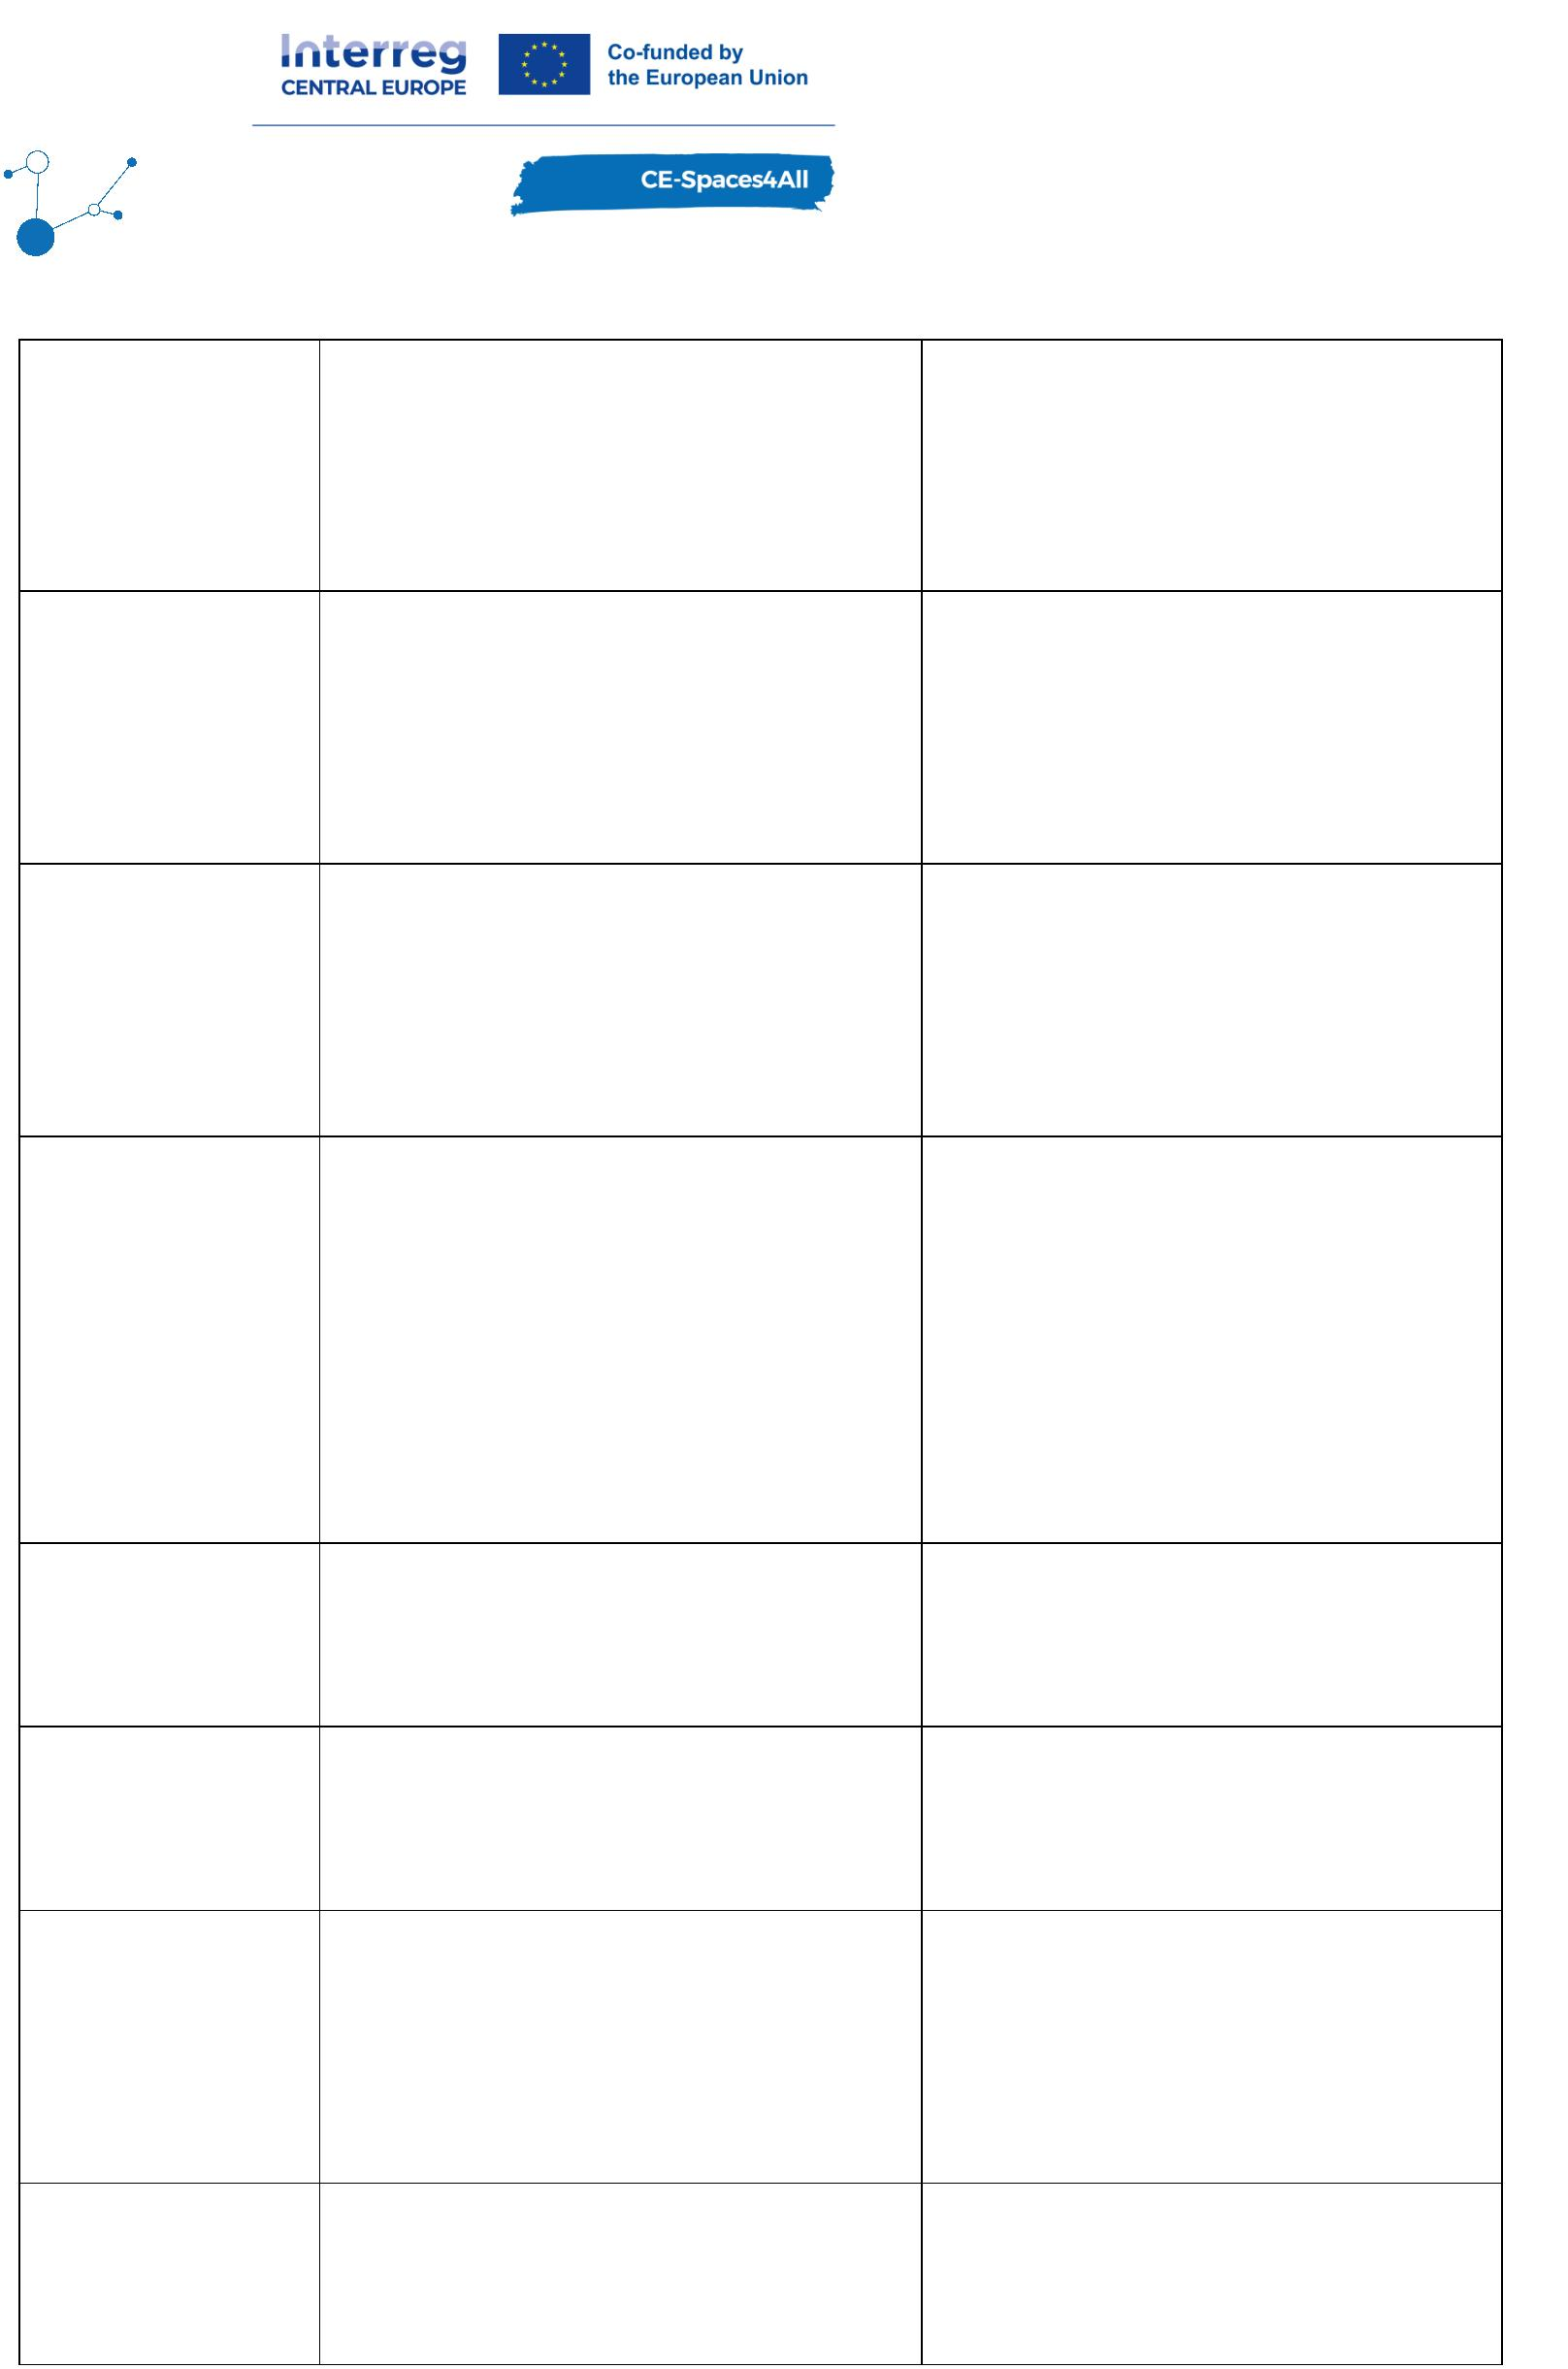 Interreg
CENTRAL EUROPE
Co-funded by
the European Union
CE-Spaces4All